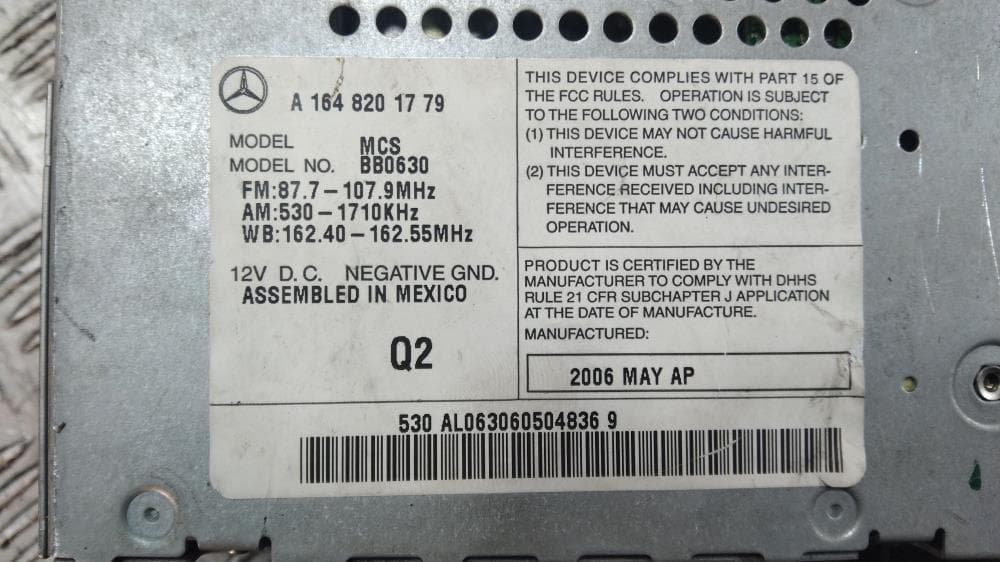 A 164 820 17 79
MODEL MCS
MODEL NO. BB0630
FM:87.7-107.9MHz
AM:530-1710KHz
WB:162.40-162.55MHz
12V D.C. NEGATIVE GND.
ASSEMBLED IN MEXICO
Q2
THIS DEVICE COMPLIES WITH PART 15 OF
THE FCC RULES. OPERATION IS SUBJECT
TO THE FOLLOWING TWO CONDITIONS:
(1) THIS DEVICE MAY NOT CAUSE HARMFUL
INTERFERENCE.
(2) THIS DEVICE MUST ACCEPT ANY INTER-
FERENCE RECEIVED INCLUDING INTER-
FERENCE THAT MAY CAUSE UNDESIRED
OPERATION.
PRODUCT IS CERTIFIED BY THE
MANUFACTURER TO COMPLY WITH DHHS
RULE 21 CFR SUBCHAPTER J APPLICATION
AT THE DATE OF MANUFACTURE.
MANUFACTURED:
2006 MAY AP
530 AL063060504836 9